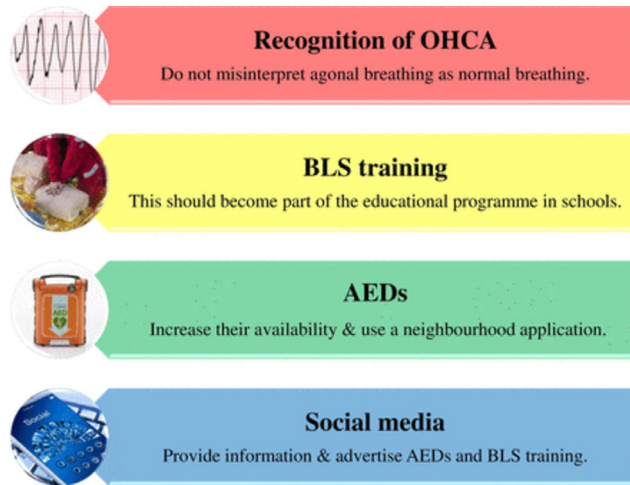 Recognition of OHCA
Do not misinterpret agonal breathing as normal breathing.
BLS training
This should become part of the educational programme in schools.
AEDs
Increase their availability & use a neighbourhood application.
AED
Social
Social media
Provide information & advertise AEDs and BLS training.